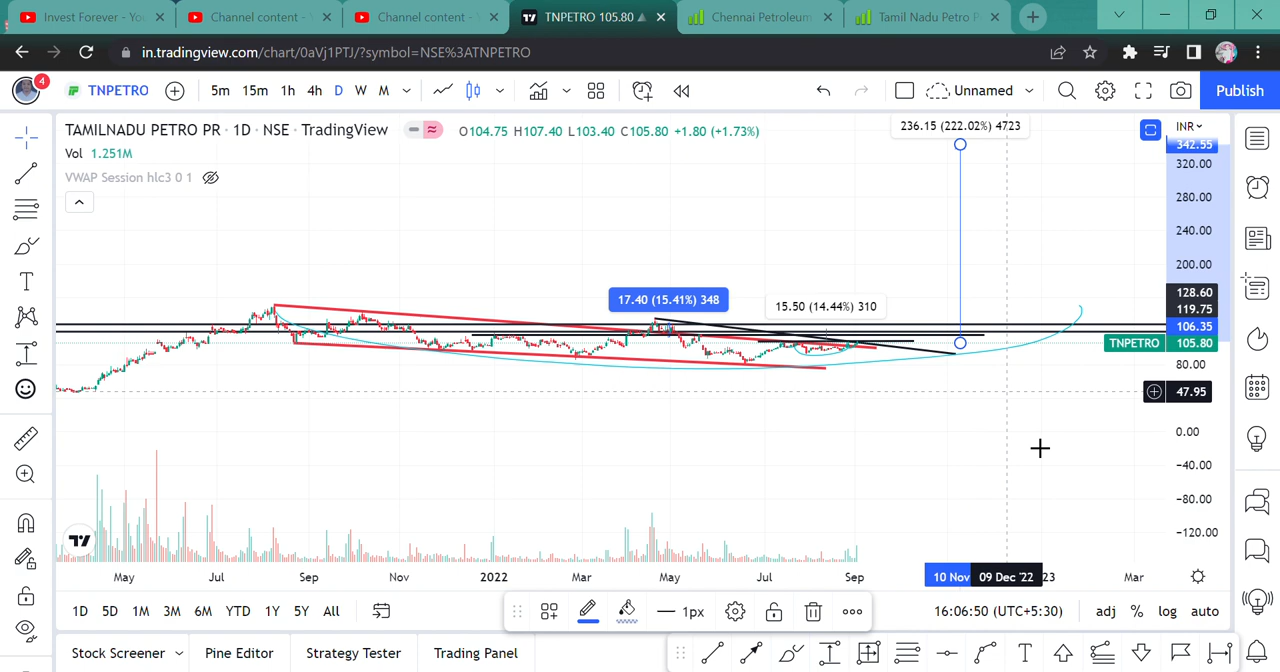 Invest Forever - Yo
Channel content -
Channel content -
TNPETRO 105.80
Chennai Petroleum
Tamil Nadu Petro P
in.tradingview.com/chart/0aVj1PTJ/?symbol=NSE%3ATNPETRO
4
TNPETRO
5m 15m 1h 4h D W M
Unnamed
Publish
TAMILNADU PETRO PR · 1D · NSE · TradingView
O104.75 H107.40 L103.40 C105.80 +1.80 (+1.73%)
236.15 (222.02%) 4723
INR
Vol 1.251M
VWAP Session hlc3 0 1
342.55
320.00
280.00
240.00
200.00
128.60
119.75
106.35
TNPETRO 105.80
80.00
47.95
0.00
−40.00
−80.00
−120.00
17.40 (15.41%) 348
15.50 (14.44%) 310
May Jul Sep Nov 2022 Mar May Jul Sep 10 Nov 09 Dec '22 23 Mar
1D 5D 1M 3M 6M YTD 1Y 5Y All
1px
16:06:50 (UTC+5:30)
adj % log auto
Stock Screener Pine Editor Strategy Tester Trading Panel